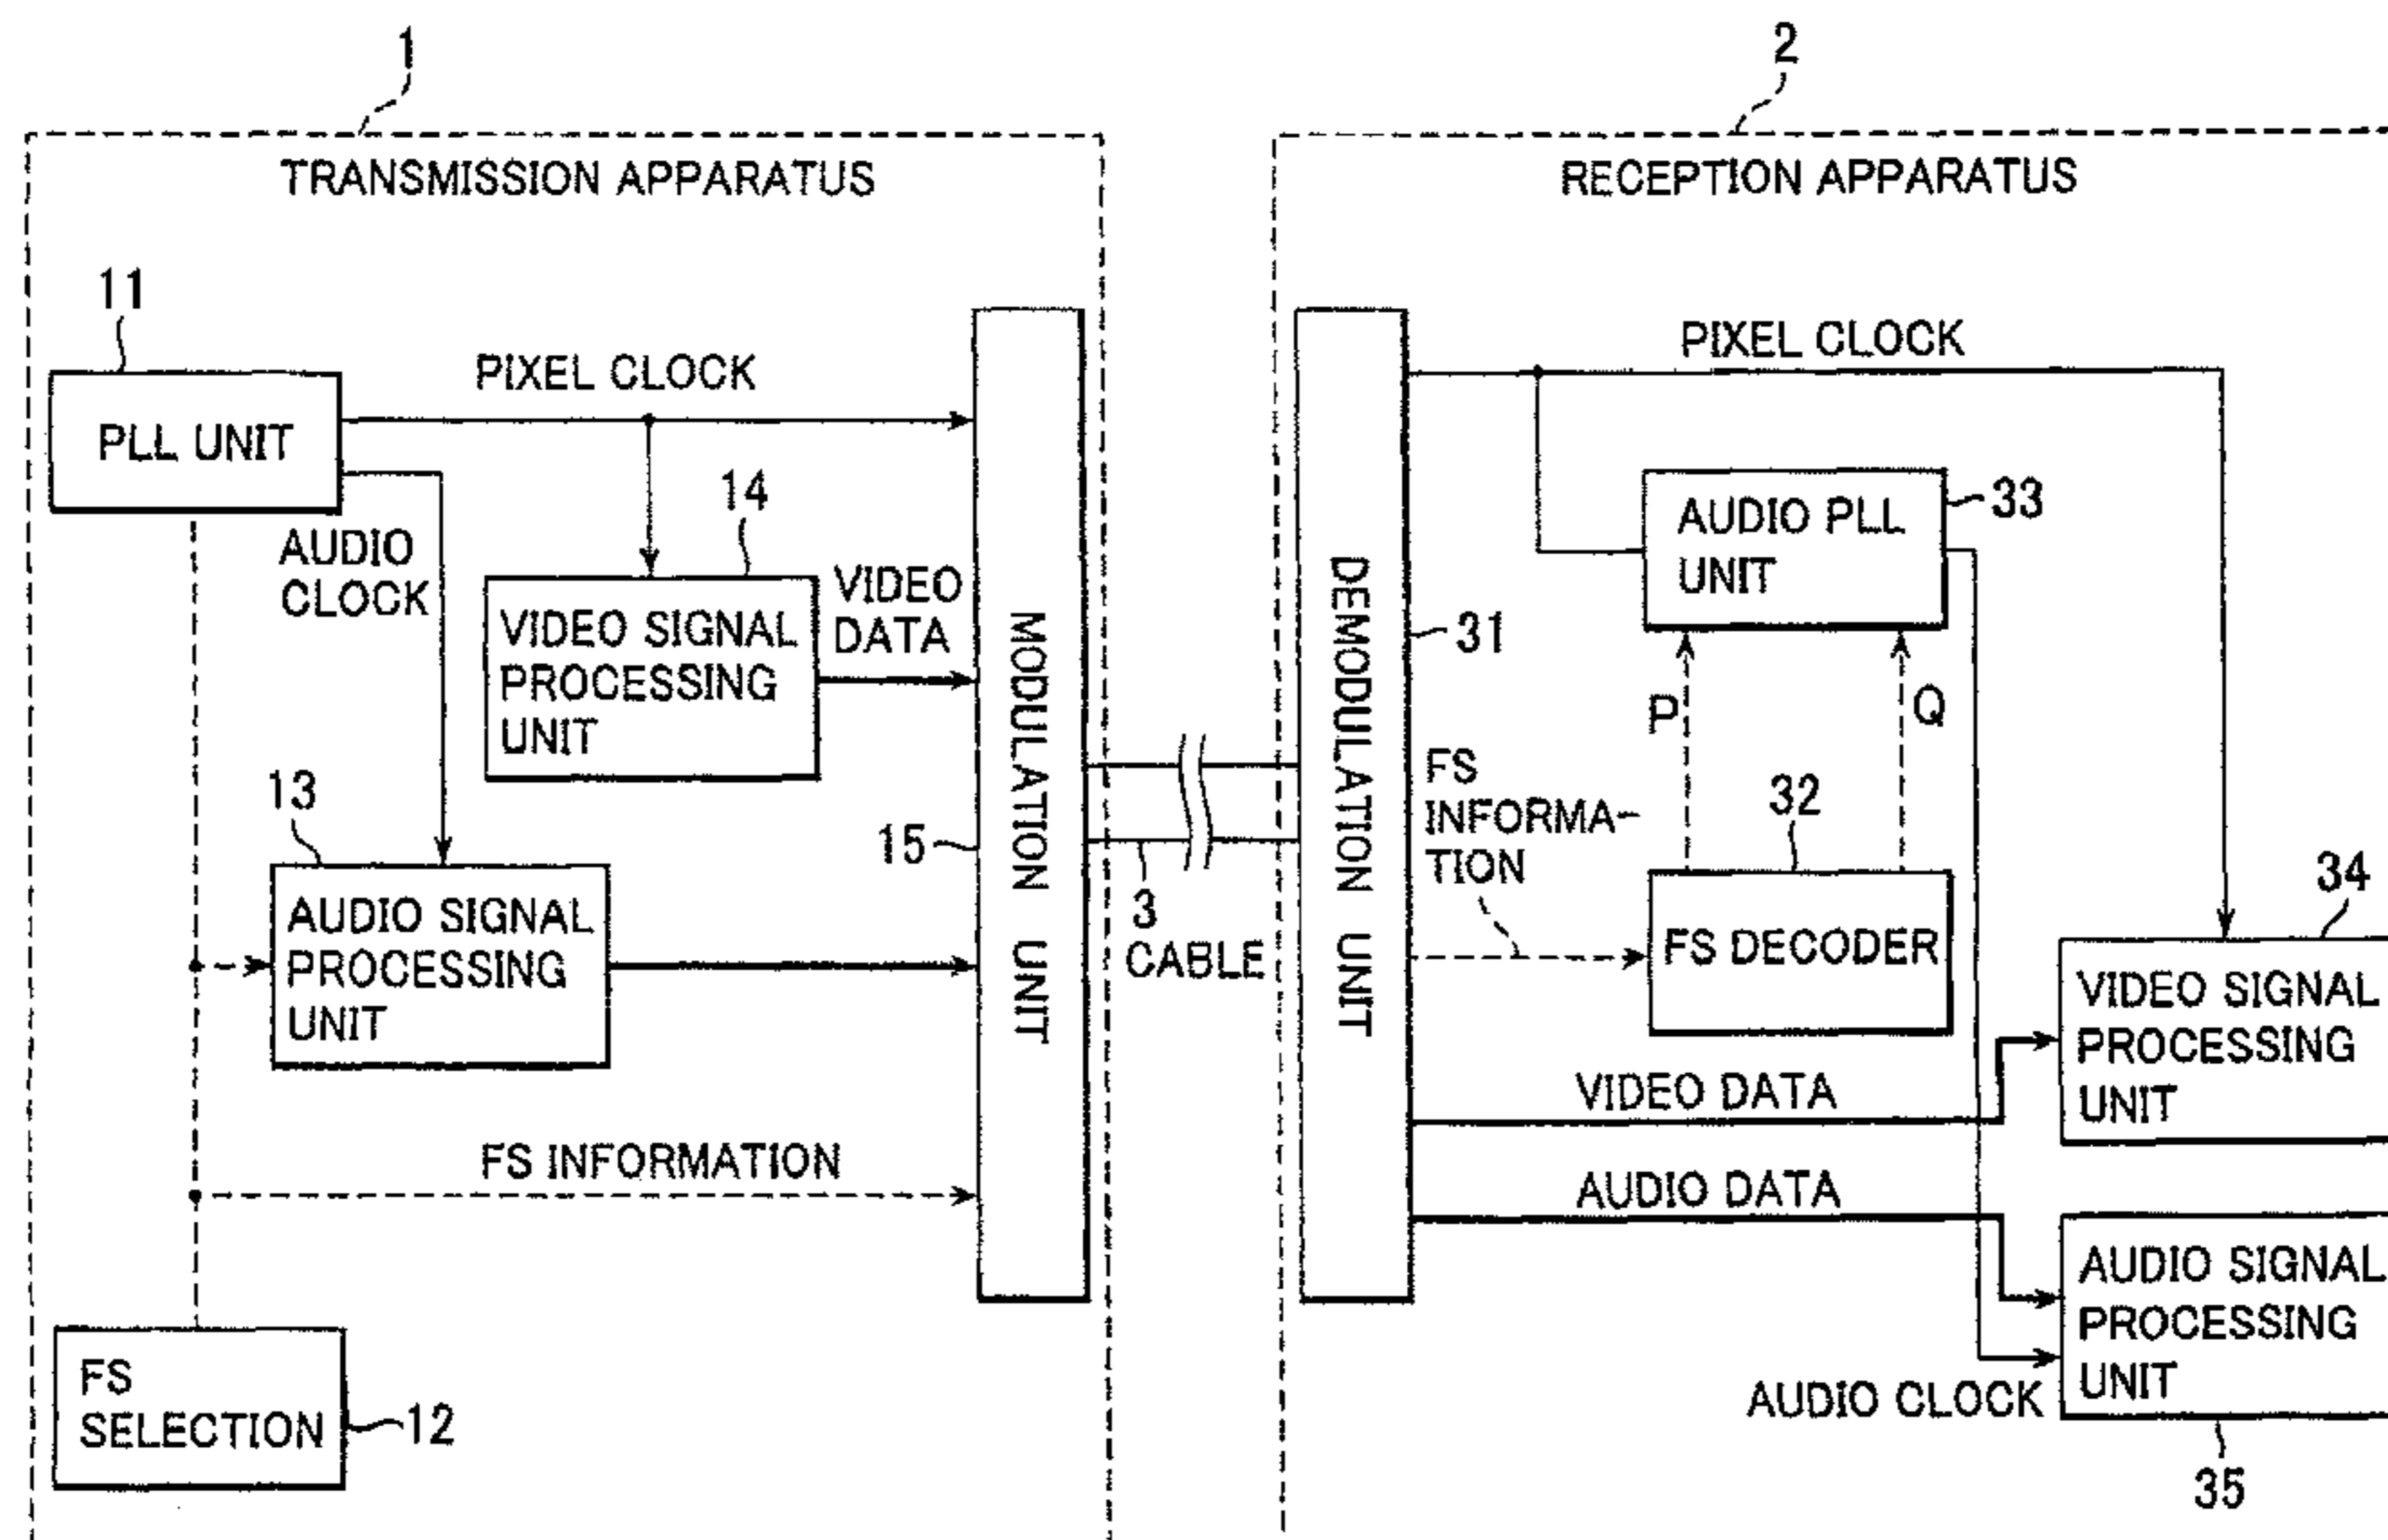 1
2
TRANSMISSION APPARATUS
RECEPTION APPARATUS
11
PLL UNIT
PIXEL CLOCK
AUDIO
CLOCK
14
VIDEO SIGNAL
PROCESSING
UNIT
VIDEO
DATA
13
AUDIO SIGNAL
PROCESSING
UNIT
15
MODULATION UNIT
FS INFORMATION
FS
SELECTION
12
3
CABLE
DEMODULATION UNIT
31
PIXEL CLOCK
AUDIO PLL
UNIT
33
P
Q
FS
INFORMA-
TION
32
FS DECODER
34
VIDEO SIGNAL
PROCESSING
UNIT
VIDEO DATA
AUDIO DATA
AUDIO SIGNAL
PROCESSING
UNIT
AUDIO CLOCK
35